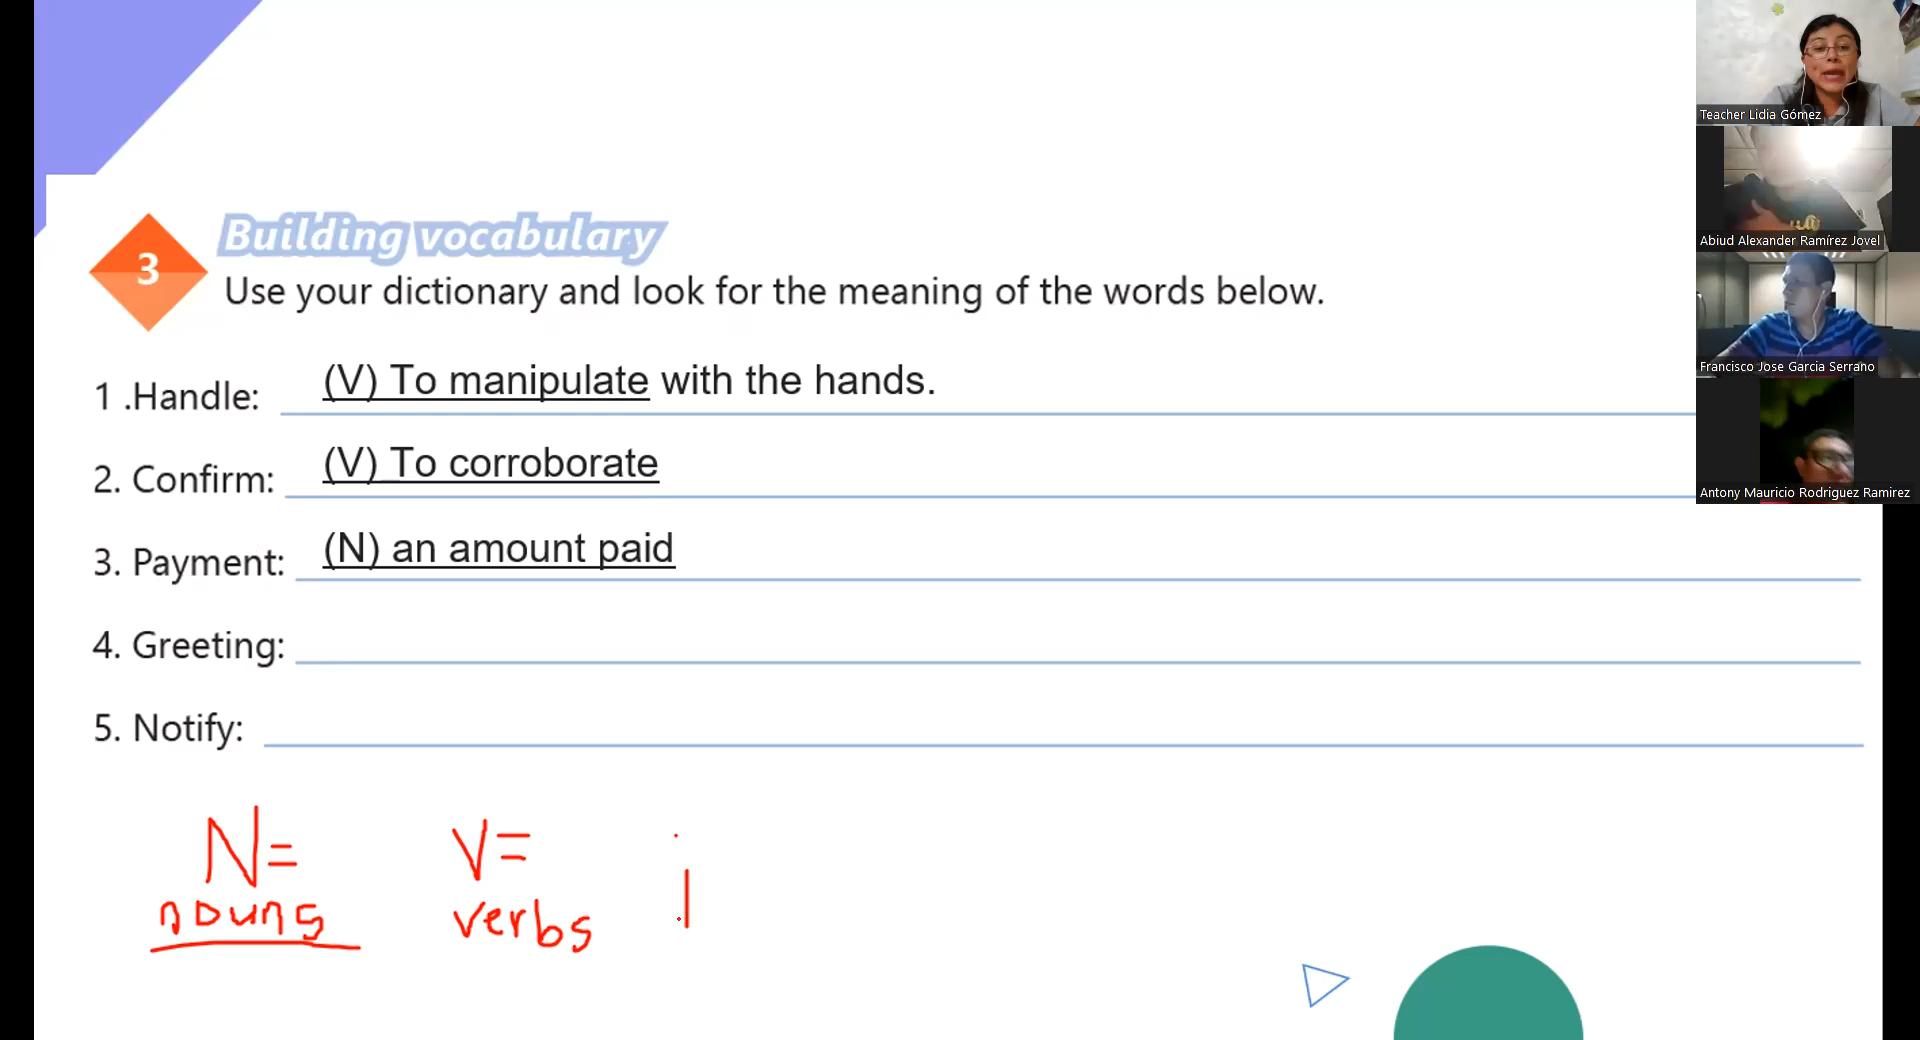 3
Building vocabulary
Use your dictionary and look for the meaning of the words below.
1 .Handle: (V) To manipulate with the hands.
2. Confirm: (V) To corroborate
3. Payment: (N) an amount paid
4. Greeting:
5. Notify:
N= V=
nouns verbs
Teacher Lidia Gómez
Abiud Alexander Ramírez Jovel
Francisco Jose Garcia Serrano
Antony Mauricio Rodriguez Ramirez